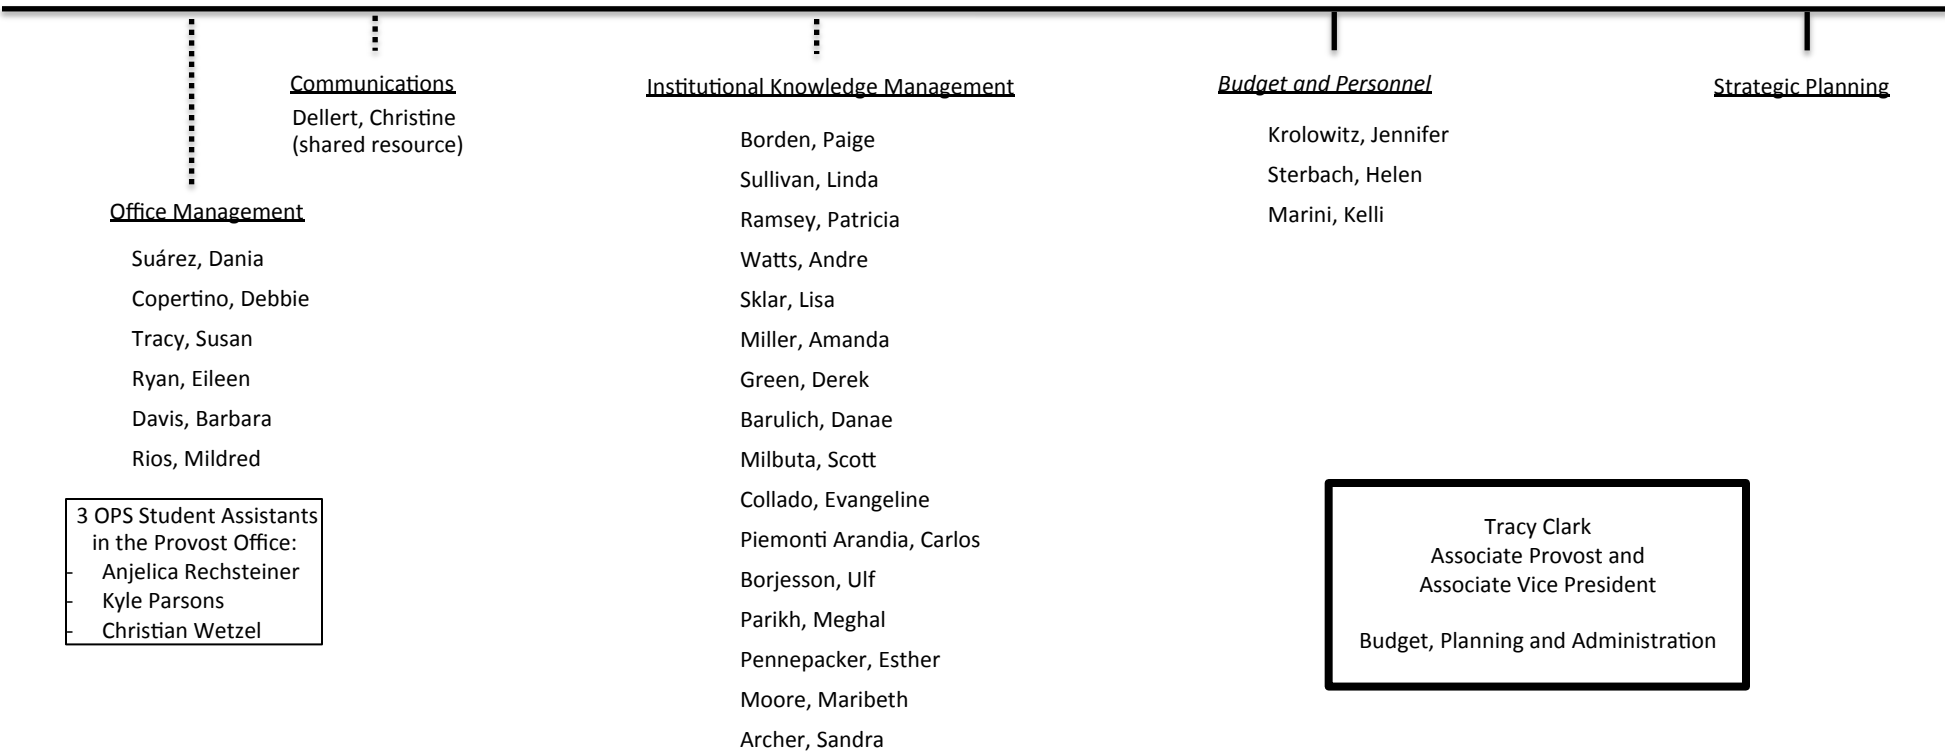 Communications
Dellert, Christine
(shared resource)
Office Management
Suárez, Dania
Copertino, Debbie
Tracy, Susan
Ryan, Eileen
Davis, Barbara
Rios, Mildred
3 OPS Student Assistants
in the Provost Office:
- Anjelica Rechsteiner
- Kyle Parsons
- Christian Wetzel
Institutional Knowledge Management
Borden, Paige
Sullivan, Linda
Ramsey, Patricia
Watts, Andre
Sklar, Lisa
Miller, Amanda
Green, Derek
Barulich, Danae
Milbuta, Scott
Collado, Evangeline
Piemonti Arandia, Carlos
Borjesson, Ulf
Parikh, Meghal
Pennepacker, Esther
Moore, Maribeth
Archer, Sandra
Budget and Personnel
Krolowitz, Jennifer
Sterbach, Helen
Marini, Kelli
Strategic Planning
Tracy Clark
Associate Provost and
Associate Vice President
Budget, Planning and Administration